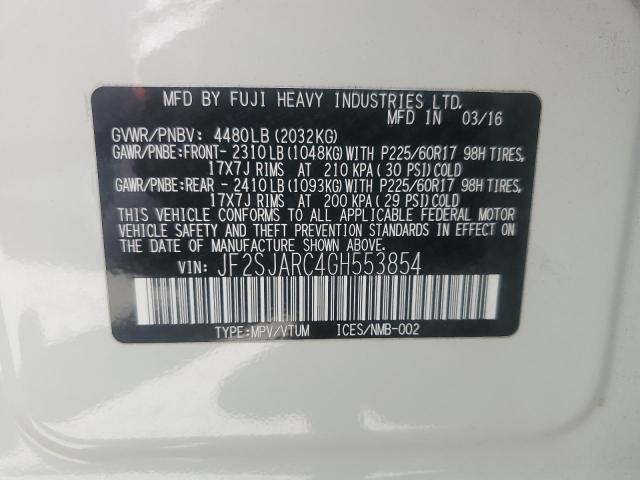 MFD BY FUJI HEAVY INDUSTRIES LTD.
MFD IN 03/16
GVWR/PNBV: 4480LB(2032KG)
GAWR/PNBE:FRONT- 2310LB(1048KG)WITH P225/60R17 98H TIRES,
17X7J RIMS AT 210 KPA(30 PSI)COLD
GAWR/PNBE:REAR - 2410LB(1093KG)WITH P225/60R17 98H TIRES,
17X7J RIMS AT 200 KPA(29 PSI)COLD
THIS VEHICLE CONFORMS TO ALL APPLICABLE FEDERAL MOTOR
VEHICLE SAFETY AND THEFT PREVENTION STANDARDS IN EFFECT ON
THE DATE OF MANUFACTURE SHOWN ABOVE.
VIN: JF2SJARC4GH553854
TYPE:MPV/VTUM ICES/NMB-002